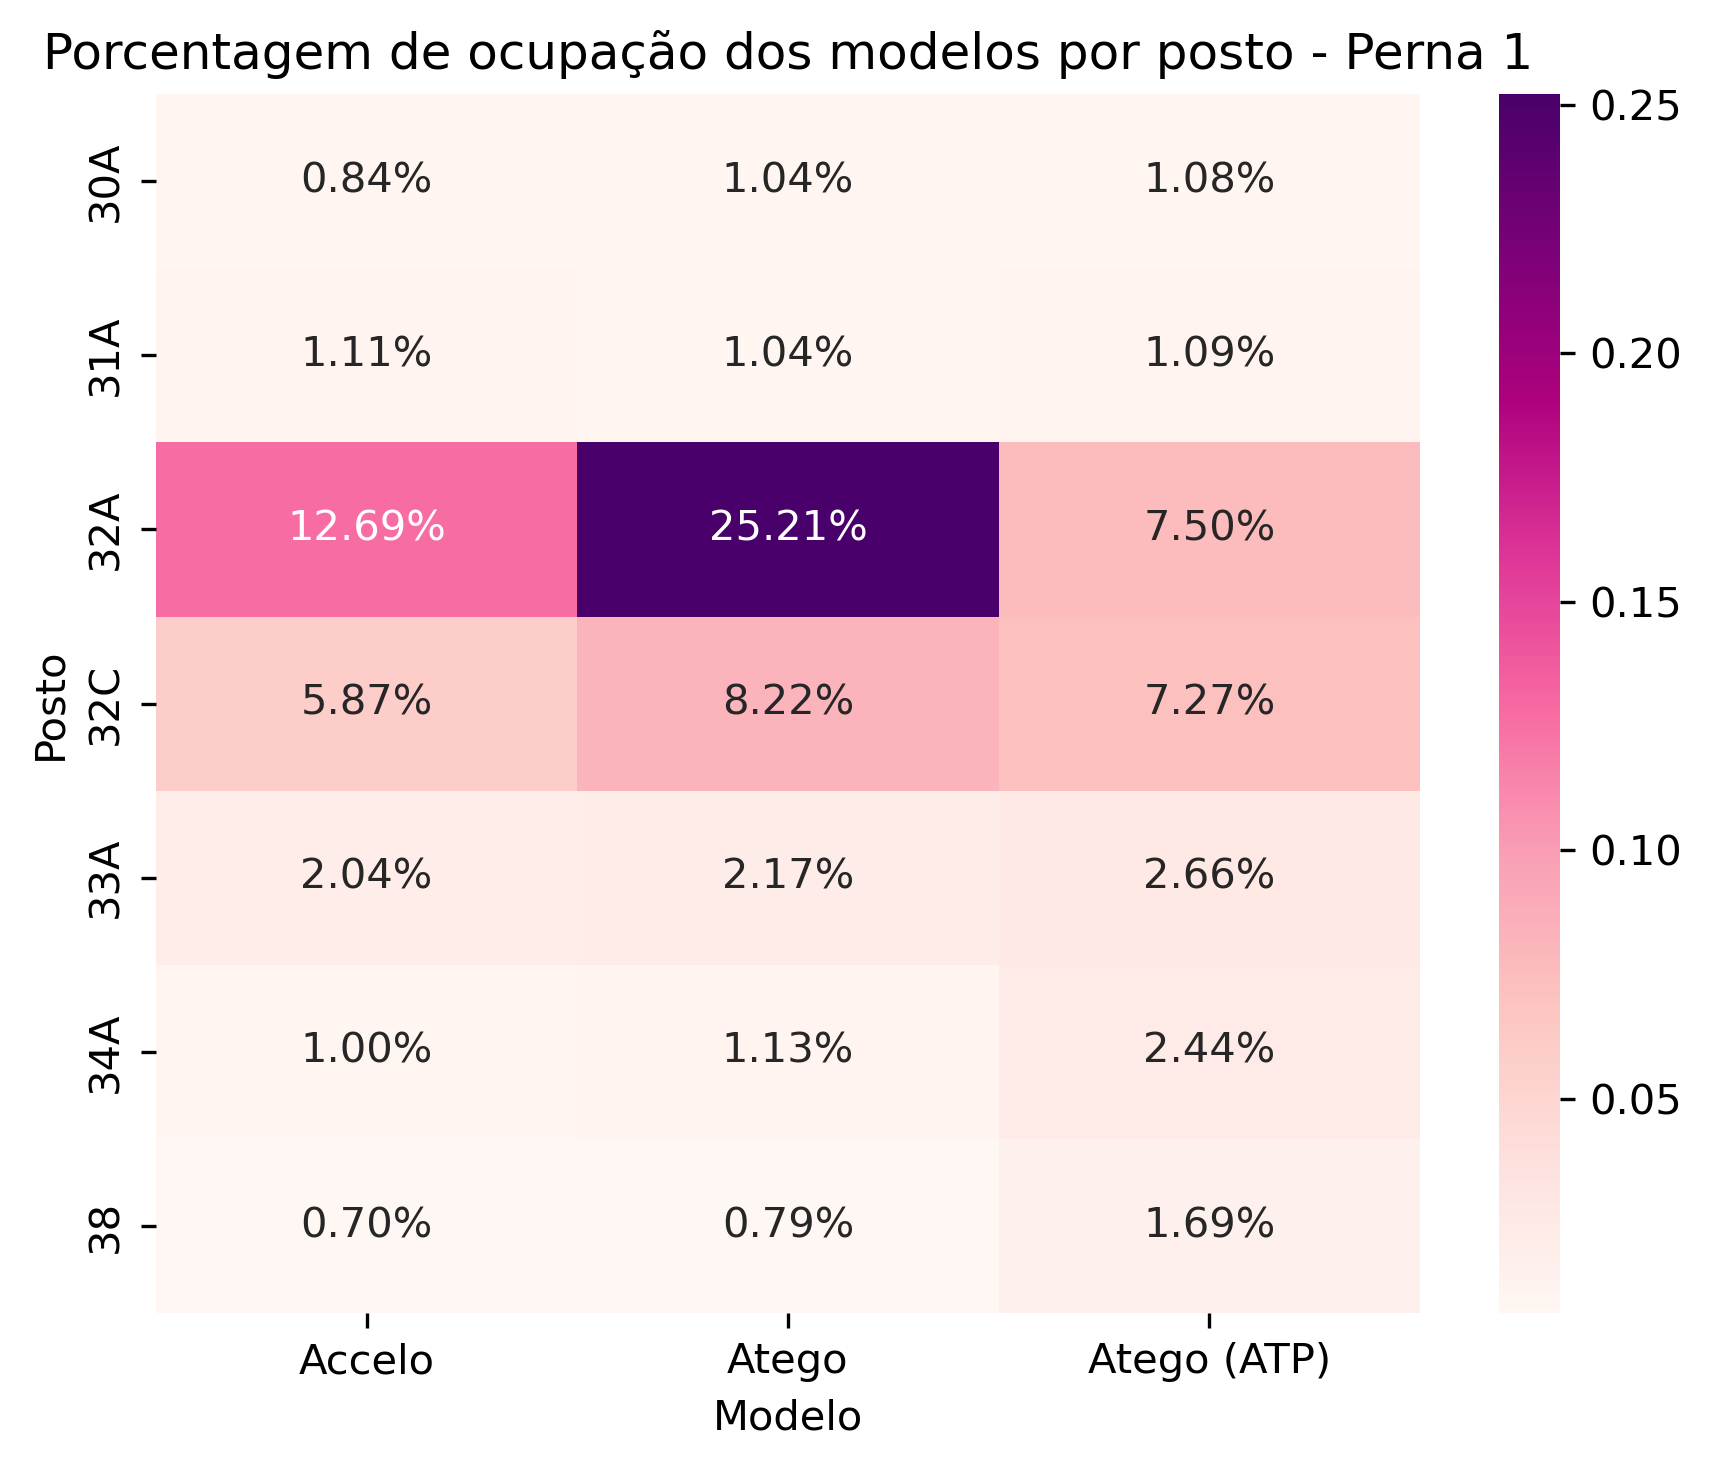 Porcentagem de ocupação dos modelos por posto - Perna 1
30A 0.84% 1.04% 1.08%
31A 1.11% 1.04% 1.09%
32A 12.69% 25.21% 7.50%
32C 5.87% 8.22% 7.27%
33A 2.04% 2.17% 2.66%
34A 1.00% 1.13% 2.44%
38 0.70% 0.79% 1.69%
Posto
Accelo Atego Atego (ATP)
Modelo
0.25
0.20
0.15
0.10
0.05